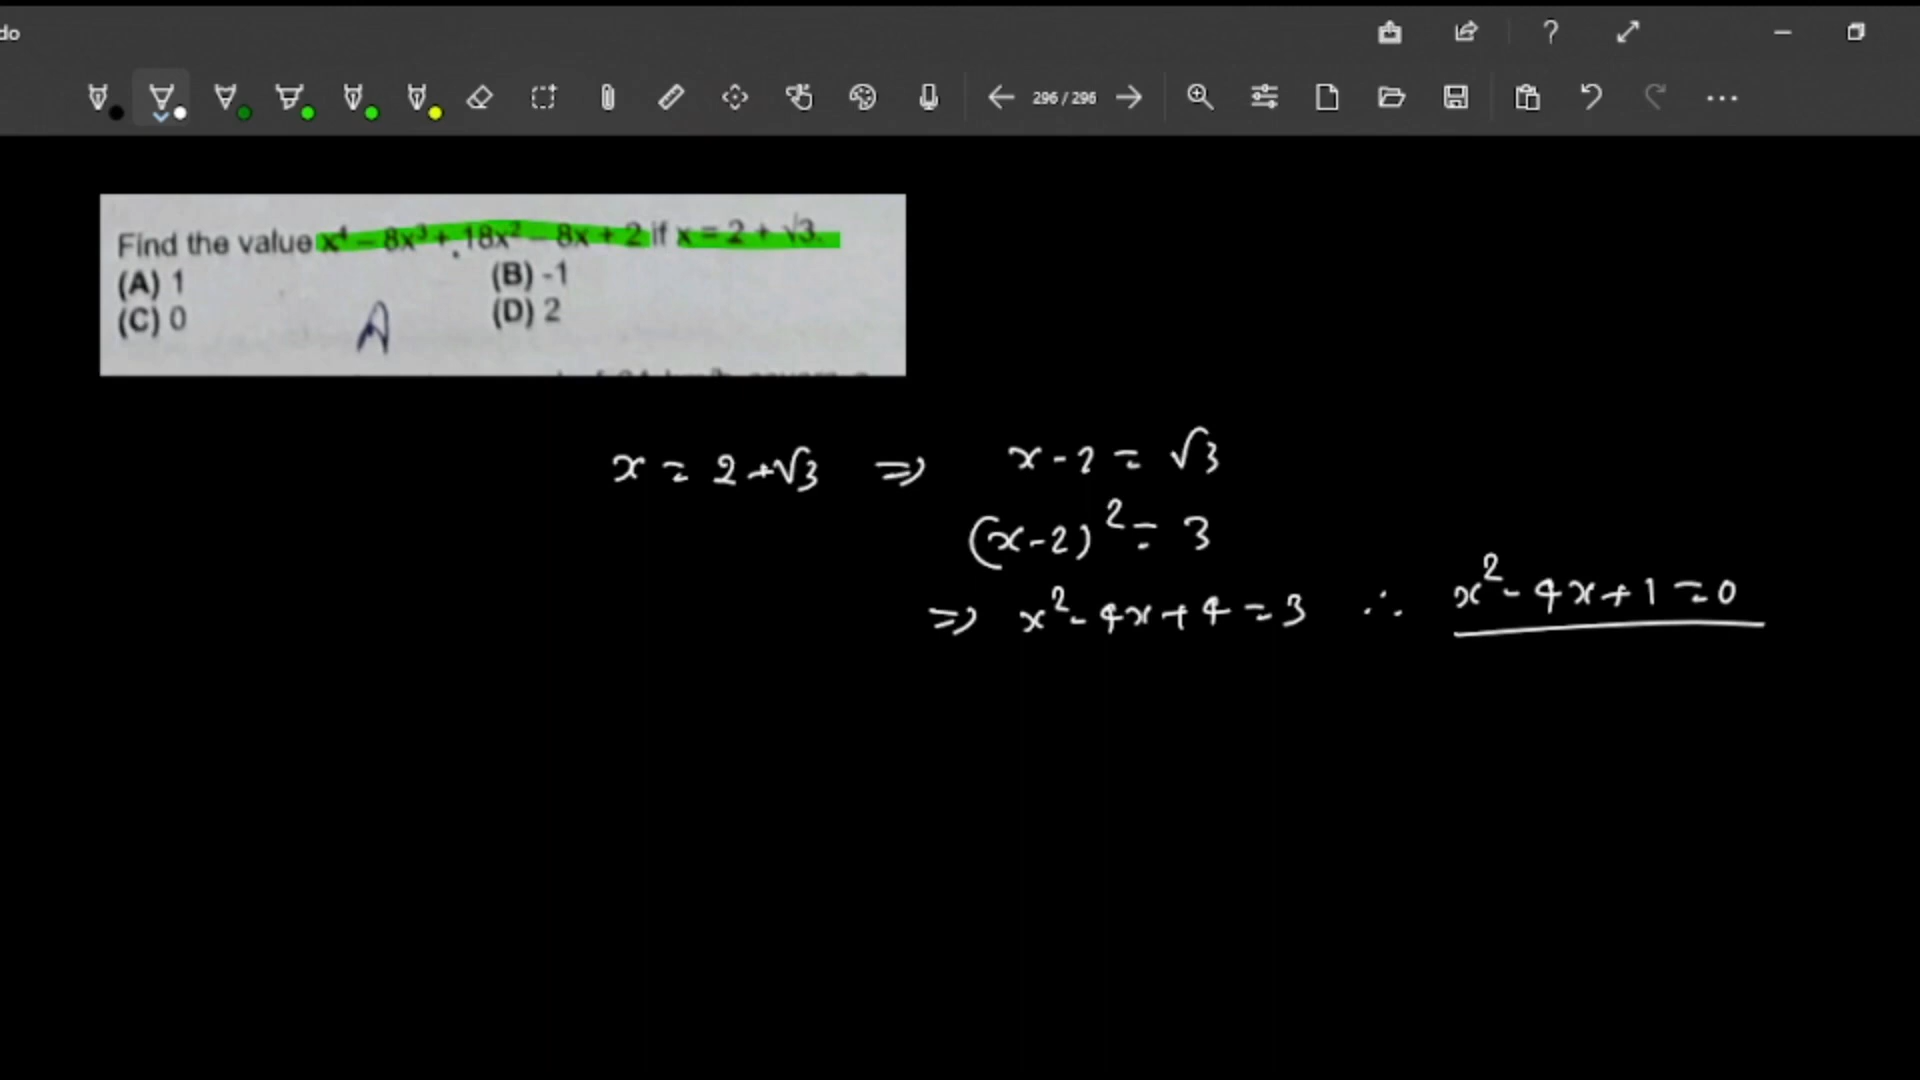 do
296 / 296
Find the value x⁴ – 8x³ + 18x² – 8x + 2 if x = 2 + √3.
(A) 1 (B) -1
(C) 0 (D) 2
A
x = 2 + √3 ⇒ x - 2 = √3
(x-2)² = 3
⇒ x² - 4x + 4 = 3 ∴ x² - 4x + 1 = 0